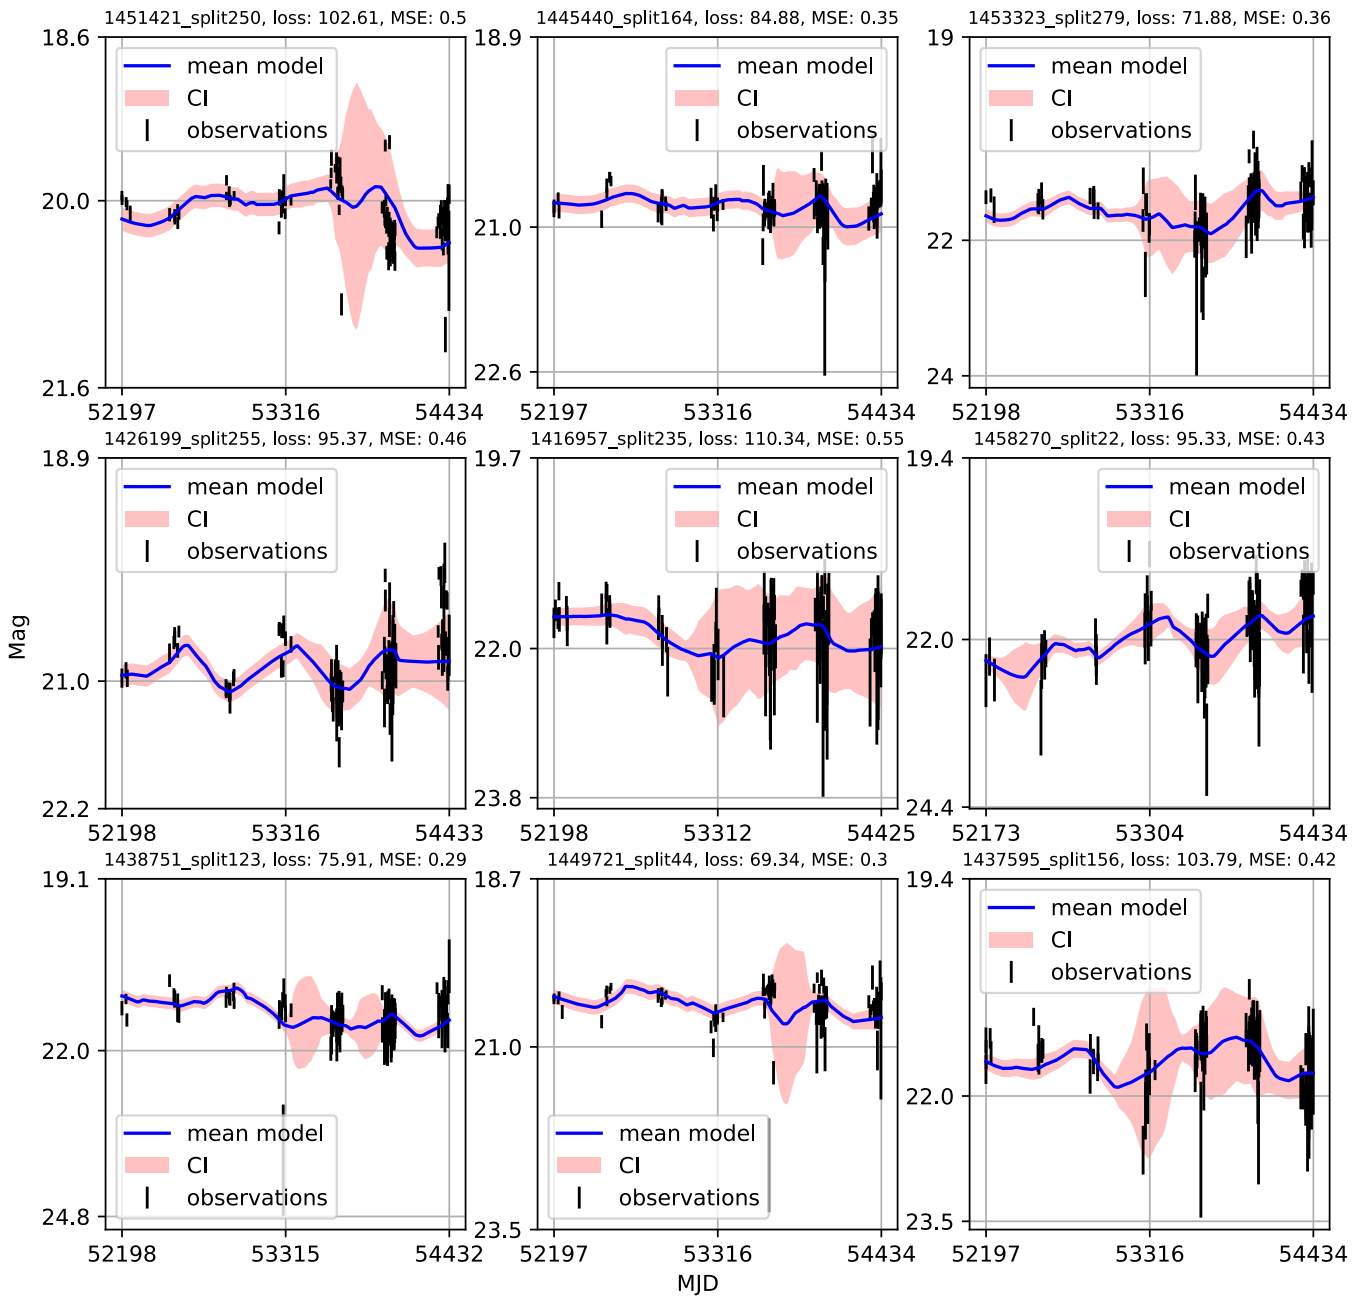 1451421_split250, loss: 102.61, MSE: 0.5
18.6
20.0
21.6
52197
53316
54434
mean model
CI
observations
1445440_split164, loss: 84.88, MSE: 0.35
18.9
21.0
22.6
52197
53316
54434
mean model
CI
observations
1453323_split279, loss: 71.88, MSE: 0.36
19
22
24
52198
53316
54434
mean model
CI
observations
1426199_split255, loss: 95.37, MSE: 0.46
18.9
21.0
22.2
52198
53316
54433
mean model
CI
observations
1416957_split235, loss: 110.34, MSE: 0.55
19.7
22.0
23.8
52198
53312
54425
mean model
CI
observations
1458270_split22, loss: 95.33, MSE: 0.43
19.4
22.0
24.4
52173
53304
54434
mean model
CI
observations
1438751_split123, loss: 75.91, MSE: 0.29
19.1
22.0
24.8
52198
53315
54432
mean model
CI
observations
1449721_split44, loss: 69.34, MSE: 0.3
18.7
21.0
23.5
52197
53316
54434
mean model
CI
observations
1437595_split156, loss: 103.79, MSE: 0.42
19.4
22.0
23.5
52197
53316
54434
mean model
CI
observations
Mag
MJD